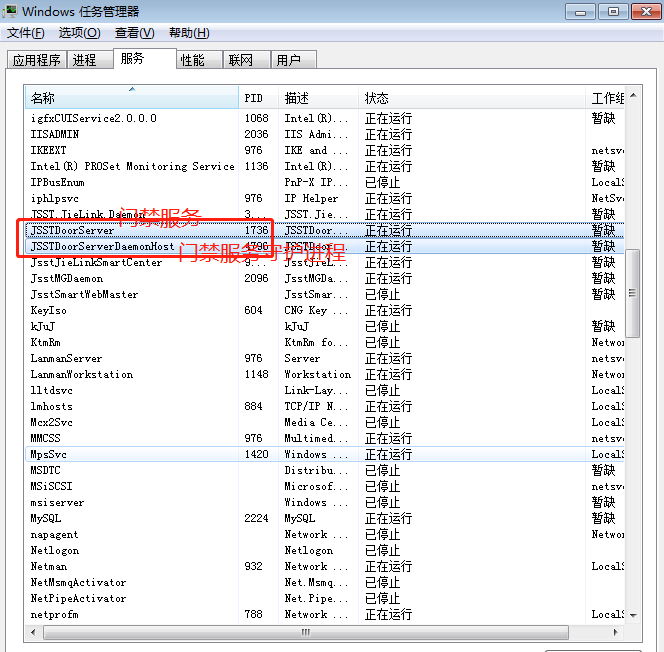 Windows 任务管理器
文件(F) 选项(O) 查看(V) 帮助(H)
应用程序 进程 服务 性能 联网 用户
名称 PID 描述 状态 工作组
igfxCUIService2.0.0.0 1068 Intel(R)... 正在运行 暂缺
IISADMIN 2036 IIS Admi... 正在运行
IKEEXT 976 IKE and ... 正在运行 netsv
Intel(R) PROSet Monitoring Service 1136 Intel(R)... 正在运行 暂缺
IPBusEnum PnP-X IP... 已停止 LocalS
iphlpsvc 976 IP Helper 正在运行 NetSv
JSST.JieLink.Daemon 3... JSST.Jie... 正在运行 暂缺
门禁服务
JSSTDoorServer 1736 JSSTDoor... 正在运行 暂缺
JSSTDoorServerDaemonHost 1796 JSSTDoor... 正在运行 暂缺
门禁服务守护进程
JsstJieLinkSmartCenter JsstJieL... 正在运行 暂缺
JsstMGDaemon 2096 JsstMGDa... 正在运行 暂缺
JsstSmartWebMaster JsstSmar... 已停止 暂缺
KeyIso 604 CNG Key ... 正在运行
kJuJ kJuJ 已停止 暂缺
KtmRm KtmRm fo... 已停止 Networ
LanmanServer 976 Server 正在运行 netsv
LanmanWorkstation 1148 Workstation 正在运行 Networ
lltdsvc Link-Lay... 已停止 LocalS
lmhosts 884 TCP/IP N... 正在运行 LocalS
Mcx2Svc Media Ce... 已停止 LocalS
MMCSS 976 Multimed... 正在运行 netsv
MpsSvc 1420 Windows ... 正在运行 LocalS
MSDTC Distribu... 已停止 暂缺
MSiSCSI Microsof... 已停止 netsv
msiserver Windows ... 已停止 暂缺
MySQL 2224 MySQL 正在运行 暂缺
napagent Network ... 已停止 Networ
Netlogon Netlogon 已停止
Netman 932 Network ... 正在运行 LocalS
NetMsmqActivator Net.Msmq... 已停止
NetPipeActivator Net.Pipe... 已停止
netprofm 788 Network ... 正在运行 LocalS